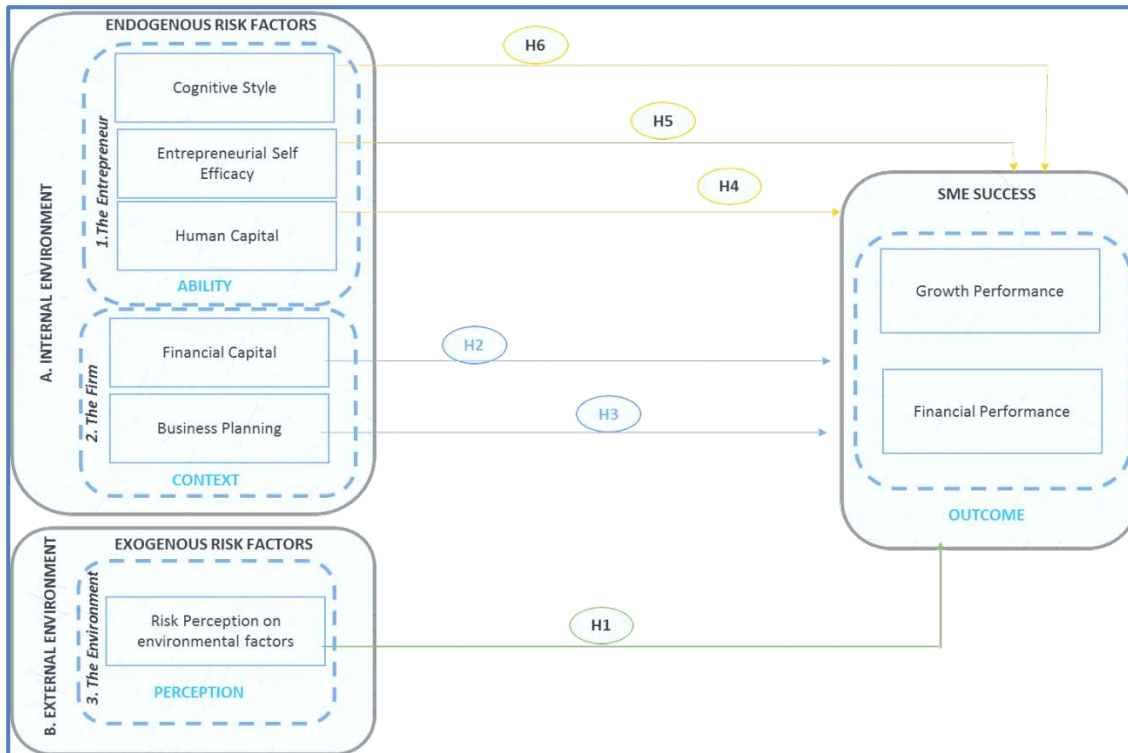 ENDOGENOUS RISK FACTORS
A. INTERNAL ENVIRONMENT
1.The Entrepreneur
Cognitive Style
Entrepreneurial Self
Efficacy
Human Capital
ABILITY
2. The Firm
Financial Capital
Business Planning
CONTEXT
H6
H5
H4
H2
H3
SME SUCCESS
Growth Performance
Financial Performance
OUTCOME
EXOGENOUS RISK FACTORS
B. EXTERNAL ENVIRONMENT
3. The Environment
Risk Perception on
environmental factors
PERCEPTION
H1